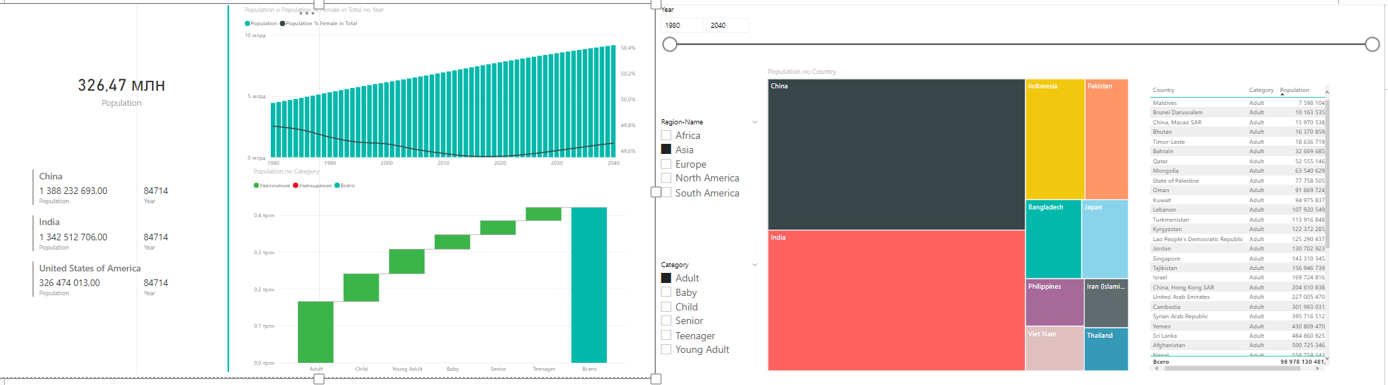 Population и Population % Female in Total по Year
Population Population % Female in Total
10 млрд
5 млрд
0 млрд
50,4%
50,2%
50,0%
49,8%
49,6%
1980 1990 2000 2010 2020 2030 2040
326,47 МЛН
Population
China
1 388 232 693,00 84714
Population Year
India
1 342 512 706,00 84714
Population Year
United States of America
326 474 013,00 84714
Population Year
Population по Category
Увеличение Уменьшение Всего
0,4 трлн
0,3 трлн
0,2 трлн
0,1 трлн
0,0 трлн
Adult Child Young Adult Baby Senior Teenager Всего
Year
1980 2040
Region-Name
Africa
Asia
Europe
North America
South America
Category
Adult
Baby
Child
Senior
Teenager
Young Adult
Population по Country
China
India
Indonesia
Pakistan
Bangladesh
Japan
Philippines
Iran (Islami...
Viet Nam
Thailand
Country Category Population
Maldives Adult 7 598 104
Brunei Darussalam Adult 10 163 535
China, Macao SAR Adult 15 970 538
Bhutan Adult 16 370 859
Timor-Leste Adult 18 636 719
Bahrain Adult 32 669 685
Qatar Adult 52 555 146
Mongolia Adult 63 540 629
State of Palestine Adult 77 758 505
Oman Adult 91 869 724
Kuwait Adult 94 975 837
Lebanon Adult 107 920 549
Turkmenistan Adult 113 916 848
Kyrgyzstan Adult 122 372 285
Lao People's Democratic Republic Adult 125 290 437
Jordan Adult 130 702 923
Singapore Adult 143 310 345
Tajikistan Adult 156 946 739
Israel Adult 169 724 816
China, Hong Kong SAR Adult 204 610 838
United Arab Emirates Adult 227 005 470
Cambodia Adult 301 993 031
Syrian Arab Republic Adult 395 716 512
Yemen Adult 430 809 470
Sri Lanka Adult 484 860 925
Afghanistan Adult 500 725 346
Nepal Adult
Всего 98 978 130 481,